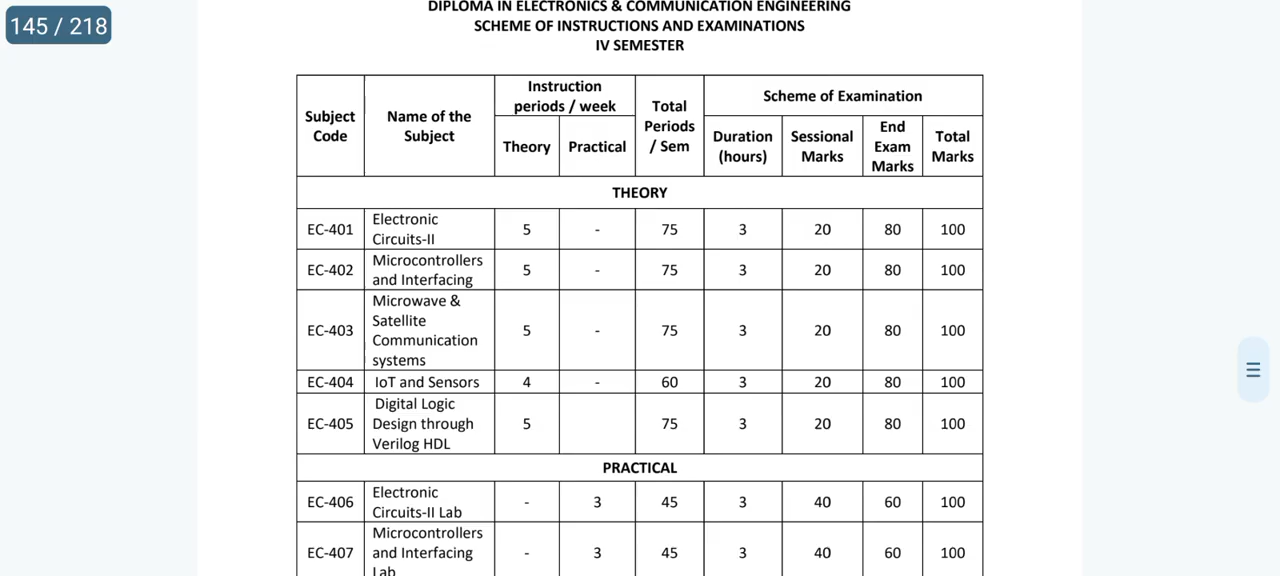 145 / 218
DIPLOMA IN ELECTRONICS & COMMUNICATION ENGINEERING
SCHEME OF INSTRUCTIONS AND EXAMINATIONS
IV SEMESTER
Subject Code | Name of the Subject | Instruction periods / week | Total Periods / Sem | Scheme of Examination
Theory | Practical | Duration (hours) | Sessional Marks | End Exam Marks | Total Marks
THEORY
EC-401 | Electronic Circuits-II | 5 | - | 75 | 3 | 20 | 80 | 100
EC-402 | Microcontrollers and Interfacing | 5 | - | 75 | 3 | 20 | 80 | 100
EC-403 | Microwave & Satellite Communication systems | 5 | - | 75 | 3 | 20 | 80 | 100
EC-404 | IoT and Sensors | 4 | - | 60 | 3 | 20 | 80 | 100
EC-405 | Digital Logic Design through Verilog HDL | 5 | | 75 | 3 | 20 | 80 | 100
PRACTICAL
EC-406 | Electronic Circuits-II Lab | - | 3 | 45 | 3 | 40 | 60 | 100
EC-407 | Microcontrollers and Interfacing Lab | - | 3 | 45 | 3 | 40 | 60 | 100